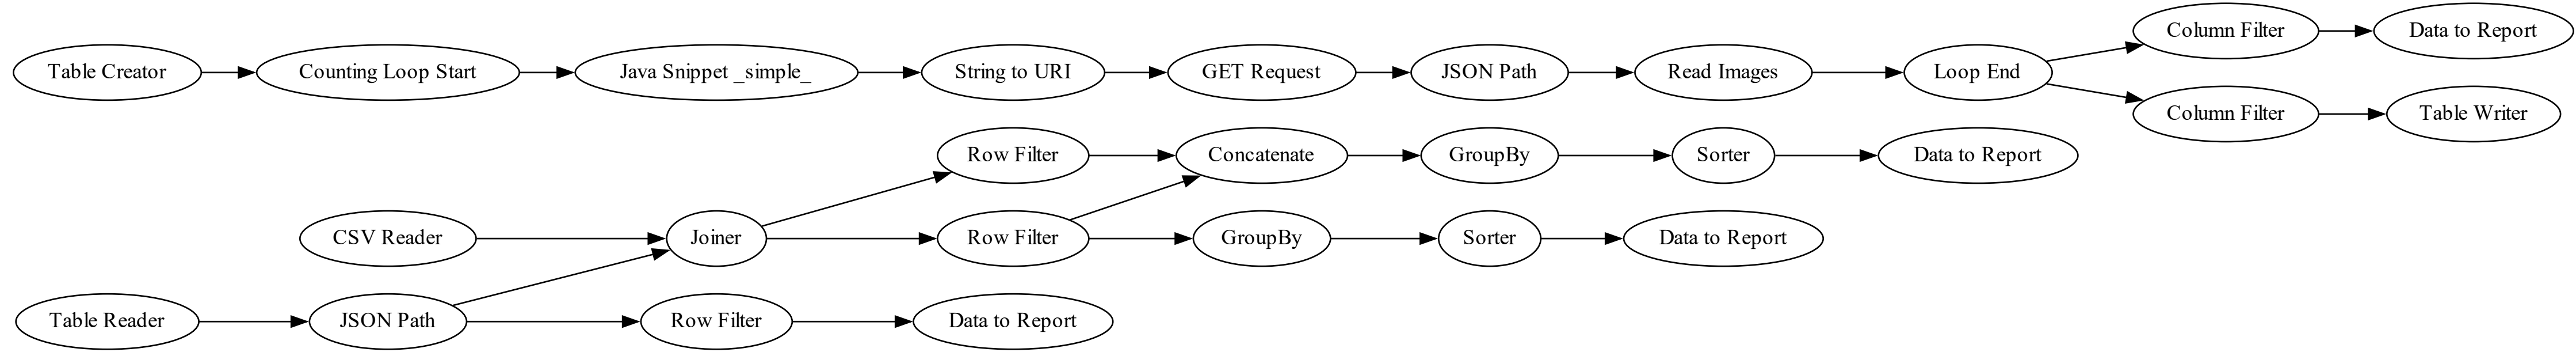 Column Filter
Data to Report
Table Creator
Counting Loop Start
Java Snippet _simple_
String to URI
GET Request
JSON Path
Read Images
Loop End
Column Filter
Table Writer
Row Filter
Concatenate
GroupBy
Sorter
Data to Report
CSV Reader
Joiner
Row Filter
GroupBy
Sorter
Data to Report
Table Reader
JSON Path
Row Filter
Data to Report